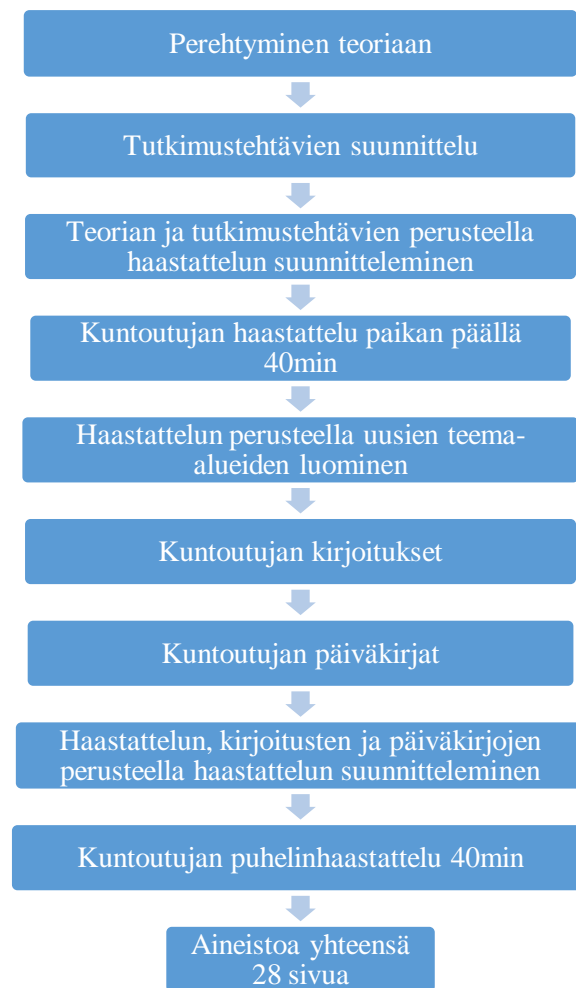 Perehtyminen teoriaan
Tutkimustehtävien suunnittelu
Teorian ja tutkimustehtävien perusteella
haastattelun suunnitteleminen
Kuntoutujan haastattelu paikan päällä
40min
Haastattelun perusteella uusien teema-
alueiden luominen
Kuntoutujan kirjoitukset
Kuntoutujan päiväkirjat
Haastattelun, kirjoitusten ja päiväkirjojen
perusteella haastattelun suunnitteleminen
Kuntoutujan puhelinhaastattelu 40min
Aineistoa yhteensä
28 sivua